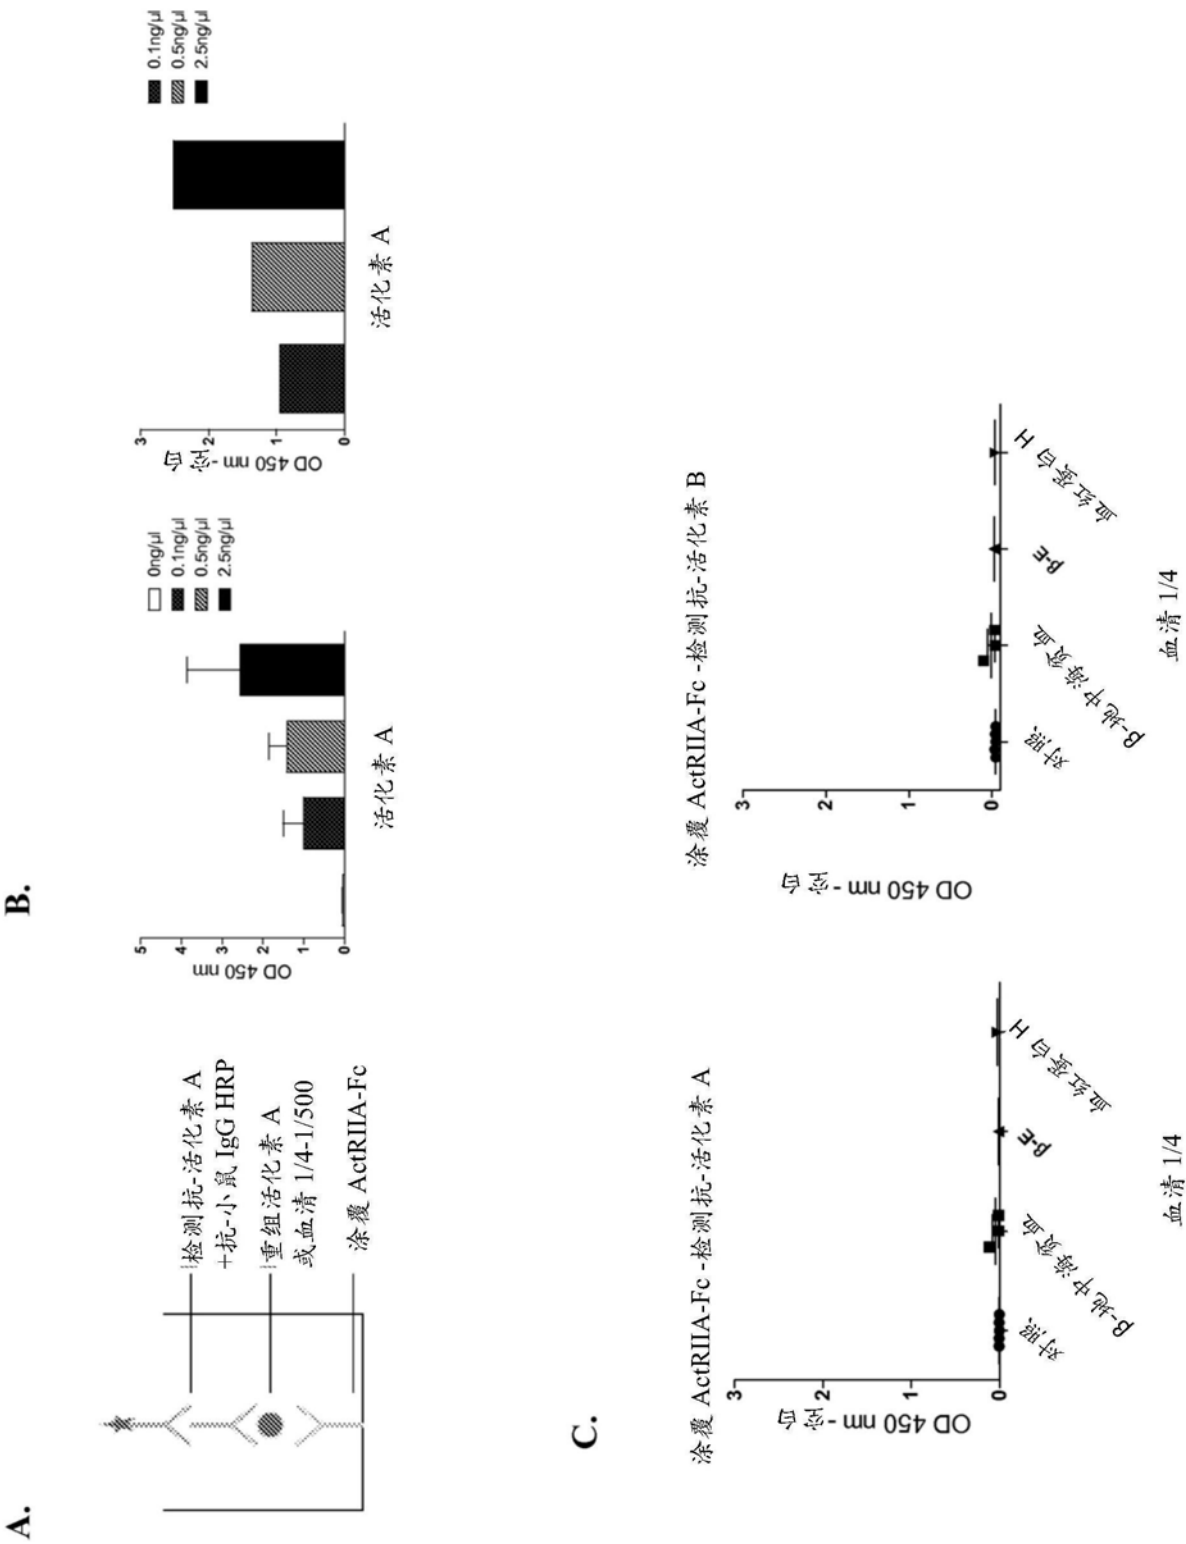 A.
检测抗-活化素 A
+抗-小鼠 IgG HRP
重组活化素 A
或血清 1/4-1/500
涂覆 ActRIIA-Fc
B.
OD 450 nm
5
4
3
2
1
0
0ng/μl
0.1ng/μl
0.5ng/μl
2.5ng/μl
活化素 A
OD 450 nm -空白
3
2
1
0
0.1ng/μl
0.5ng/μl
2.5ng/μl
活化素 A
C.
涂覆 ActRIIA-Fc -检测抗-活化素 A
OD 450 nm -空白
3
2
1
0
对照
β-地中海贫血
β-E
血红蛋白 H
血清 1/4
涂覆 ActRIIA-Fc -检测抗-活化素 B
OD 450 nm -空白
3
2
1
0
对照
β-地中海贫血
β-E
血红蛋白 H
血清 1/4